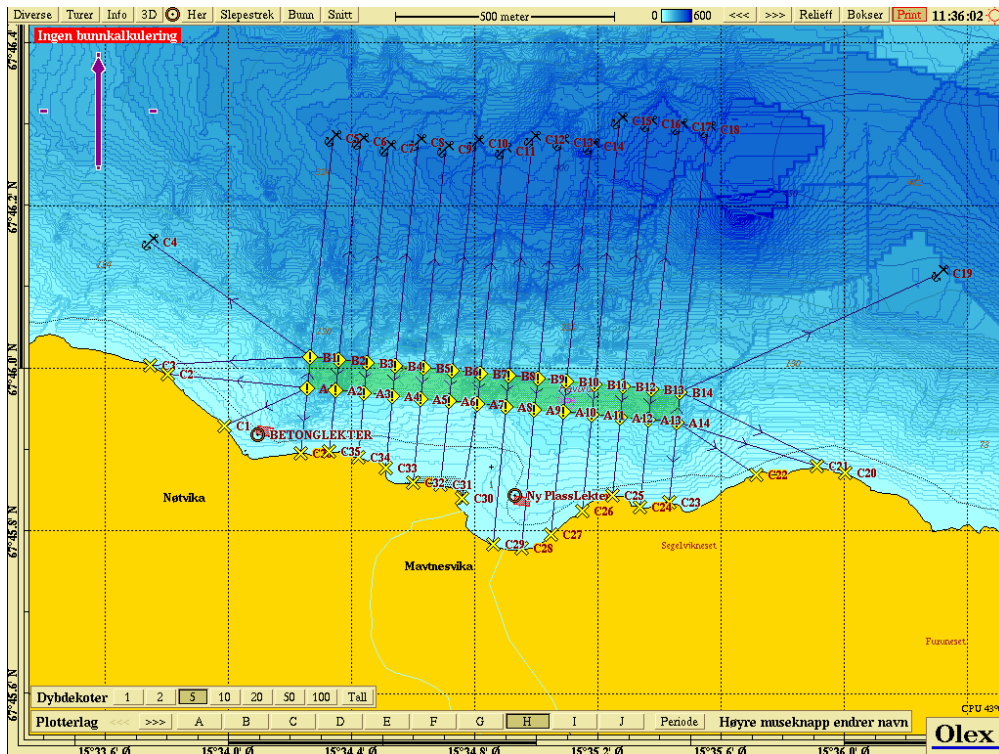 Diverse Turer Info 3D Her Slepestrek Bunn Snitt 500 meter 0 600 <<< >>> Relieff Bokser Print 11:36:02
Ingen bunnkalkulering
67°46.4'
C5 C6 C7 C8 C9 C10 C11 C12 C13 C14 C15 C16 C17 C18
67°46.2' N
C4
C19
67°46.0' N
130
73
B1 B2 B3 B4 B5 B6 B7 B8 B9 B10 B11 B12 B13 B14
C3
C2
A A2 A3 A4 A5 A6 A7 A8 A9 A10 A11 A12 A13 A14
C1
BETONGLEKTER
C35 C34 C33 C32 C31 C30
C21 C20
C22
Ny PlassLekter
C25 C24 C23
C26
C27
C29 C28
Nøtvika
67°45.8' N
Segelvikneset
Mavtnesvika
Furuneset
67°45.6' N
Dybdekoter 1 2 5 10 20 50 100 Tall
CPU 43°
Plotterlag <<< >>> A B C D E F G H I J Periode Høyre museknapp endrer navn
Olex
15°33.6' Ø 15°34.0' Ø 15°34.4' Ø 15°34.8' Ø 15°35.2' Ø 15°35.6' Ø 15°36.0' Ø